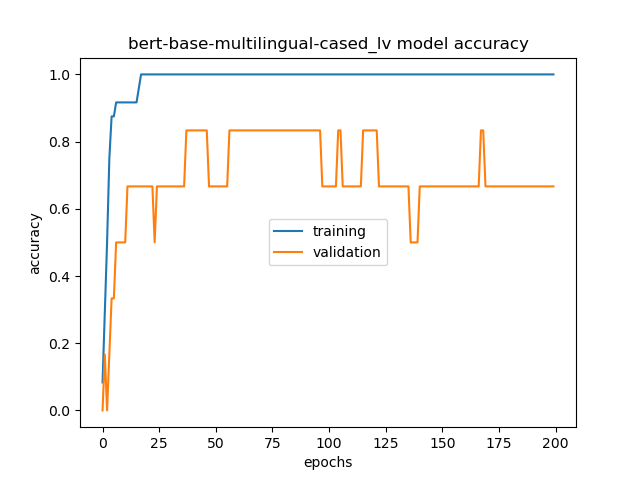 bert-base-multilingual-cased_lv model accuracy
1.0
0.8
0.6
0.4
0.2
0.0
accuracy
training
validation
0 25 50 75 100 125 150 175 200
epochs